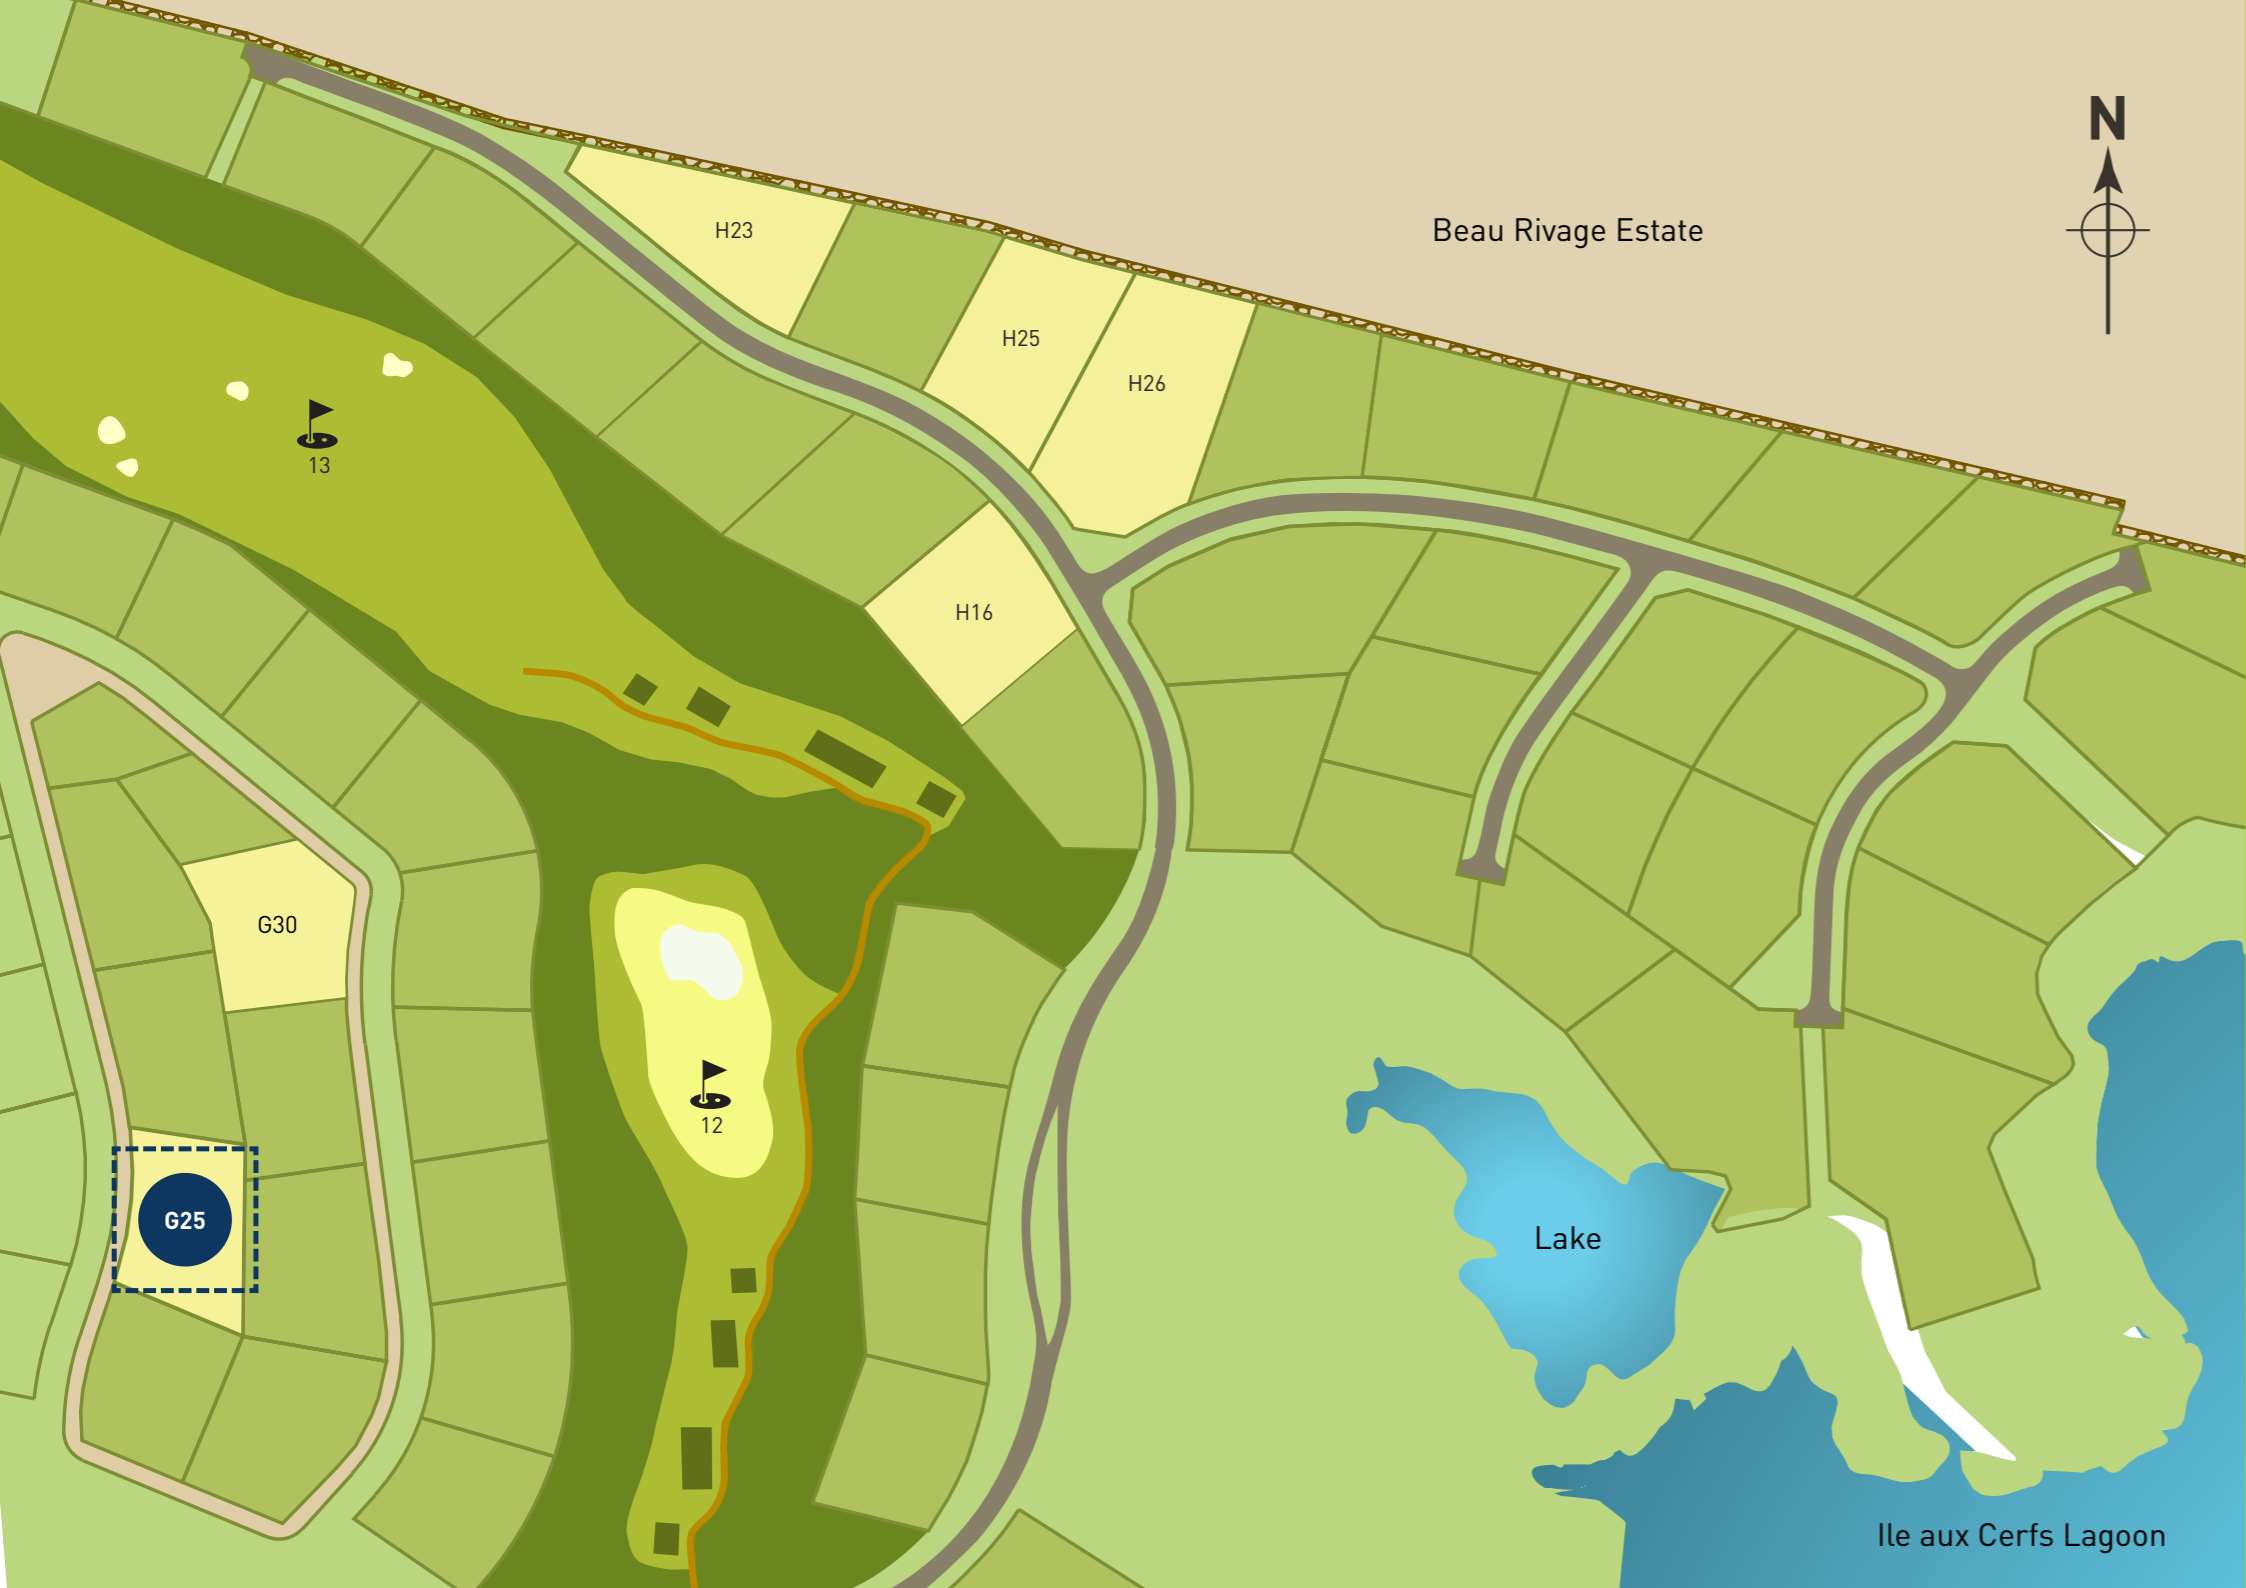 N
Beau Rivage Estate
H23
H25
H26
13
H16
G30
12
G25
Lake
Ile aux Cerfs Lagoon